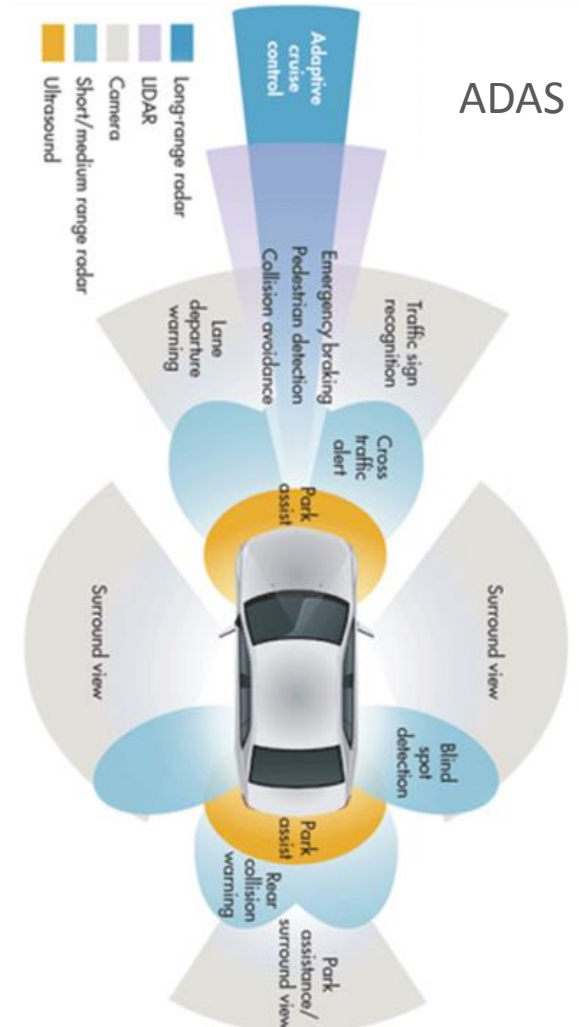 ADAS
Long-range radar
LIDAR
Camera
Short/medium range radar
Ultrasound
Adaptive
cruise
control
Emergency braking
Pedestrian detection
Collision avoidance
Traffic sign
recognition
Lane
departure
warning
Cross
traffic
alert
Park
assist
Surround view
Surround view
Blind
spot
detection
Park
assist
Rear
collision
warning
Park
assistance/
surround view